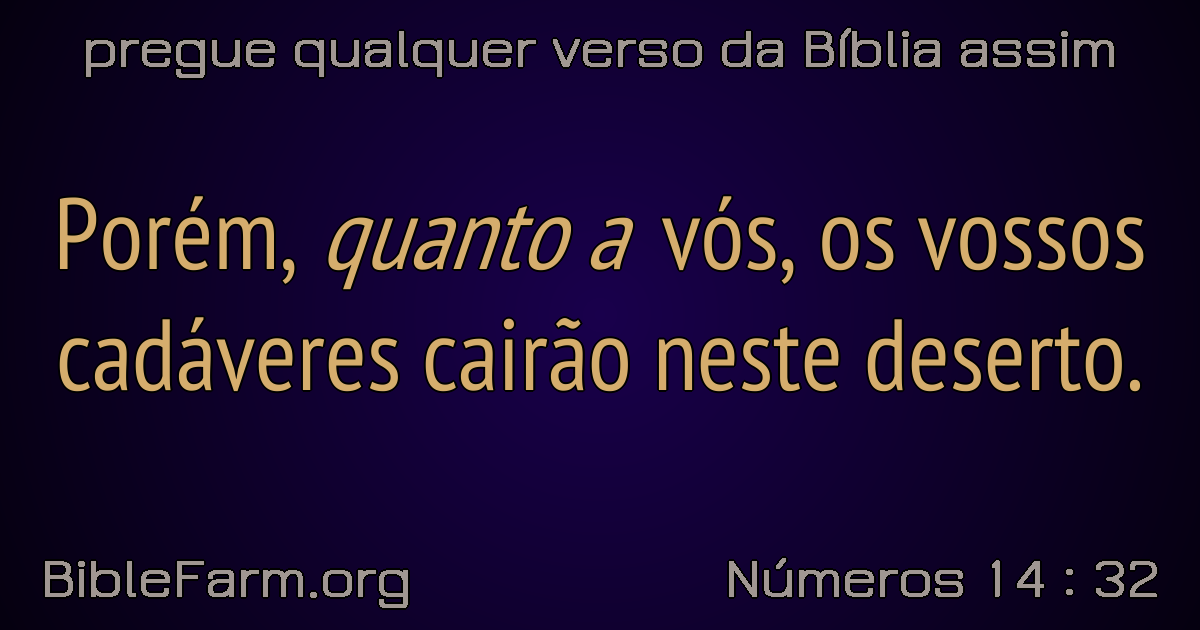 pregue qualquer verso da Bíblia assim
Porém, quanto a vós, os vossos
cadáveres cairão neste deserto.
BibleFarm.org
Números 14 : 32